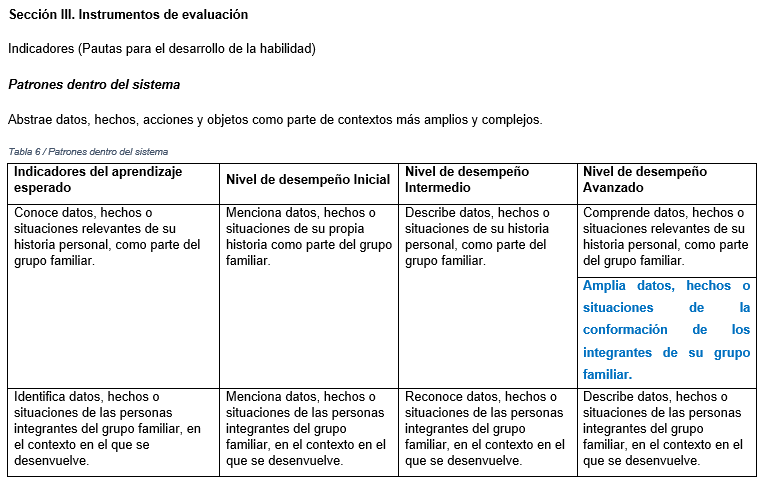 Sección III. Instrumentos de evaluación
Indicadores (Pautas para el desarrollo de la habilidad)
Patrones dentro del sistema
Abstrae datos, hechos, acciones y objetos como parte de contextos más amplios y complejos.
Tabla 6 / Patrones dentro del sistema
Indicadores del aprendizaje
esperado
Nivel de desempeño Inicial
Nivel de desempeño
Intermedio
Nivel de desempeño
Avanzado
Conoce datos, hechos o
situaciones relevantes de su
historia personal, como parte del
grupo familiar.
Menciona datos, hechos o
situaciones de su propia
historia como parte del grupo
familiar.
Describe datos, hechos o
situaciones de su historia
personal, como parte del
grupo familiar.
Comprende datos, hechos o
situaciones relevantes de su
historia personal, como parte
del grupo familiar.
Amplia datos, hechos o
situaciones de la
conformación de los
integrantes de su grupo
familiar.
Identifica datos, hechos o
situaciones de las personas
integrantes del grupo familiar, en
el contexto en el que se
desenvuelve.
Menciona datos, hechos o
situaciones de las personas
integrantes del grupo
familiar, en el contexto en el
que se desenvuelve.
Reconoce datos, hechos o
situaciones de las personas
integrantes del grupo
familiar, en el contexto en el
que se desenvuelve.
Describe datos, hechos o
situaciones de las personas
integrantes del grupo
familiar, en el contexto en el
que se desenvuelve.